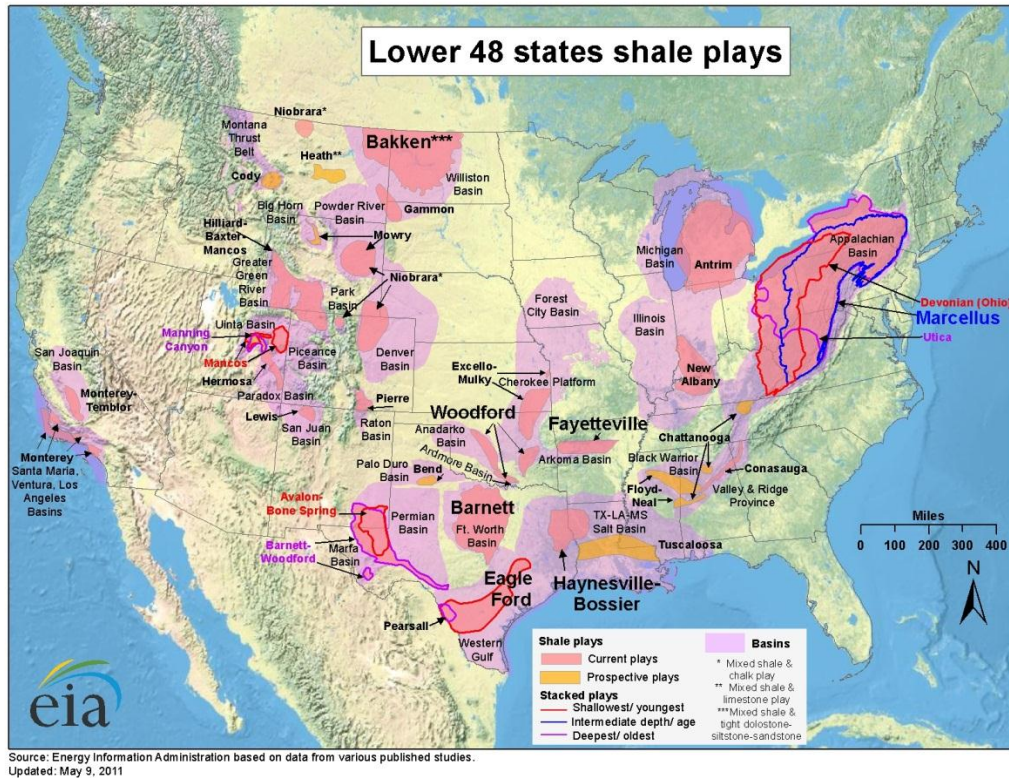 Lower 48 states shale plays
Niobrara*
Montana
Thrust
Belt
Bakken***
Heath**
Cody
Williston
Basin
Big Horn
Basin
Powder River
Basin
Gammon
Hilliard-
Baxter-
Mancos
Mowry
Greater
Green
River
Basin
Niobrara*
Park
Basin
Michigan
Basin
Antrim
Appalachian
Basin
Devonian (Ohio)
Marcellus
Utica
Forest
City Basin
Illinois
Basin
Uinta Basin
Manning
Canyon
Mancos
Piceance
Basin
Denver
Basin
San Joaquin
Basin
Hermosa
Paradox Basin
Excello-
Mulky
Cherokee Platform
New
Albany
Monterey-
Temblor
Pierre
Lewis
San Juan
Basin
Raton
Basin
Woodford
Anadarko
Basin
Fayetteville
Chattanooga
Monterey
Santa Maria,
Ventura, Los
Angeles
Basins
Palo Duro
Basin
Bend
Ardmore Basin
Arkoma Basin
Black Warrior
Basin
Conasauga
Floyd-
Neal
Valley & Ridge
Province
Avalon-
Bone Spring
Permian
Basin
Barnett
Ft. Worth
Basin
TX-LA-MS
Salt Basin
Tuscaloosa
Barnett-
Woodford
Marfa
Basin
Eagle
Ford
Haynesville-
Bossier
Pearsall
Western
Gulf
Miles
0 100 200 300 400
N
Shale plays
Current plays
Prospective plays
Stacked plays
Shallowest/ youngest
Intermediate depth/ age
Deepest/ oldest
Basins
* Mixed shale &
chalk play
** Mixed shale &
limestone play
***Mixed shale &
tight dolostone-
siltstone-sandstone
eia
Source: Energy Information Administration based on data from various published studies.
Updated: May 9, 2011